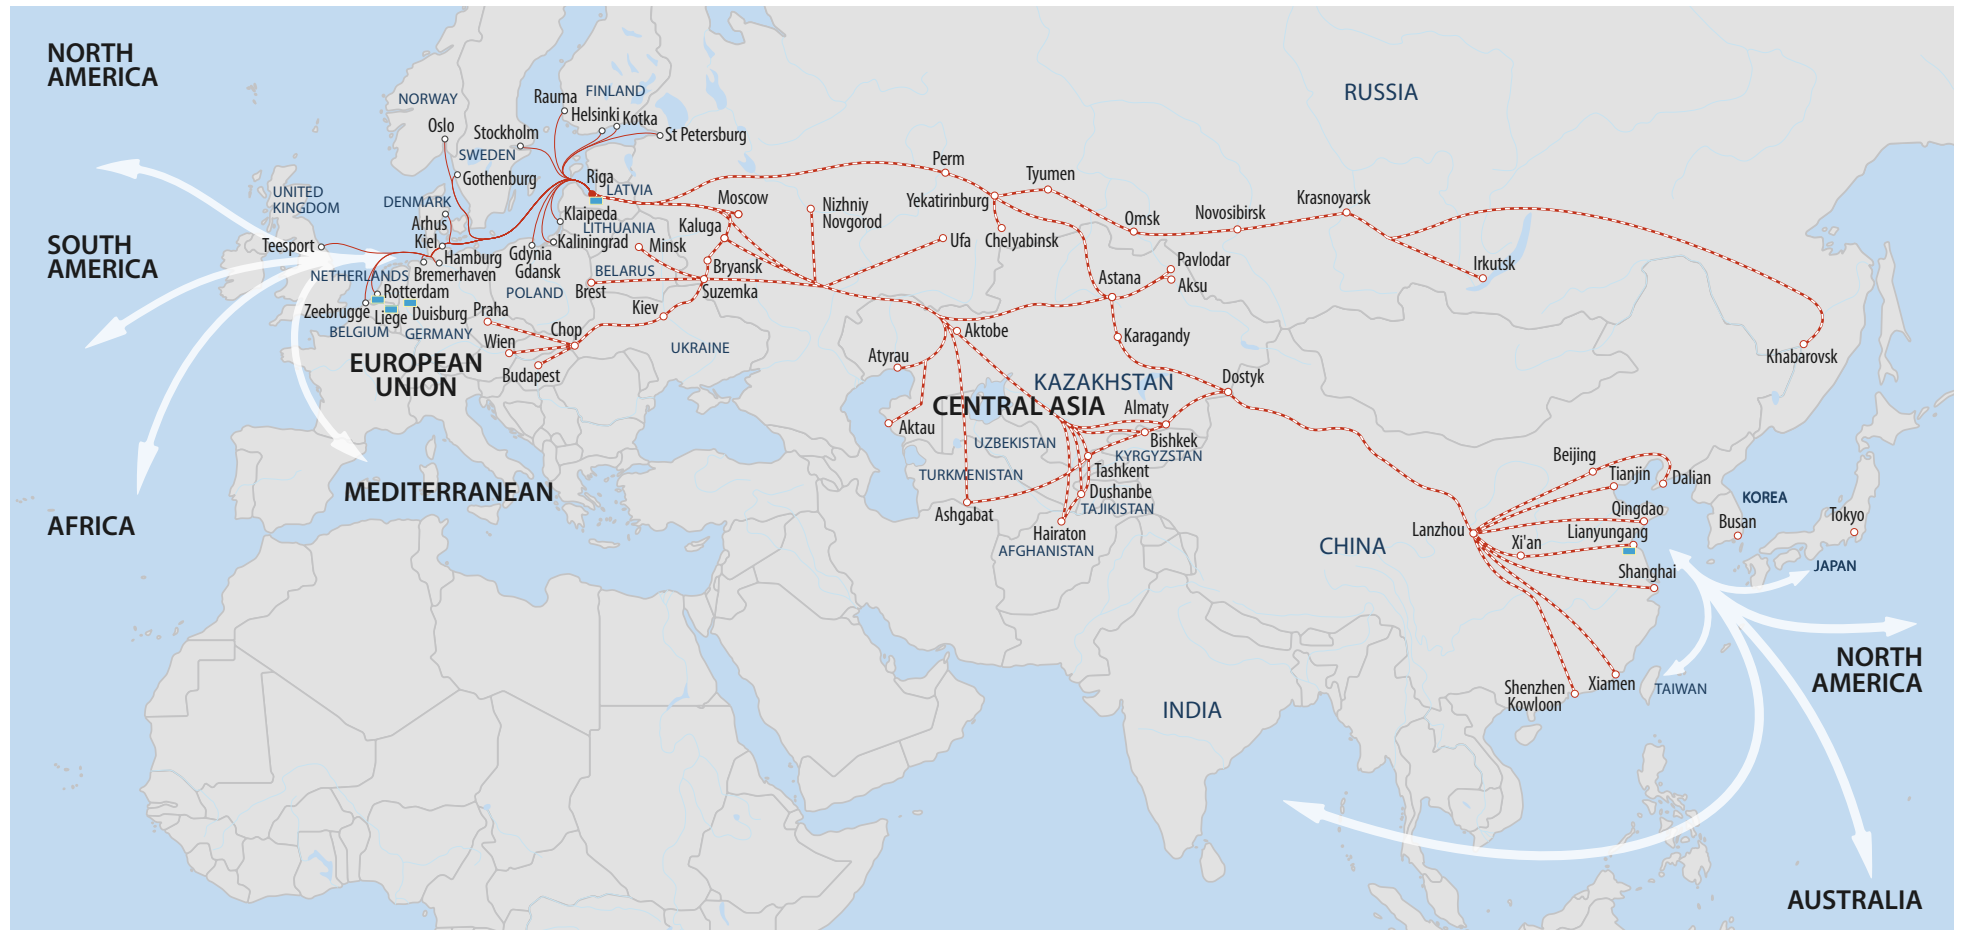 NORTH
AMERICA
SOUTH
AMERICA
AFRICA
NORWAY
Oslo
Stockholm
SWEDEN
Gothenburg
Rauma
FINLAND
Helsinki
Kotka
St Petersburg
UNITED
KINGDOM
DENMARK
Arhus
Kiel
Teesport
Hamburg
Bremerhaven
NETHERLANDS
Rotterdam
Zeebrugge
Liege
Duisburg
BELGIUM
GERMANY
EUROPEAN
UNION
MEDITERRANEAN
Riga
LATVIA
Klaipeda
LITHUANIA
Kaliningrad
Gdynia
Gdansk
POLAND
Minsk
BELARUS
Brest
Praha
Wien
Budapest
Chop
Kiev
UKRAINE
Moscow
Kaluga
Bryansk
Suzemka
Nizhniy
Novgorod
Ufa
Perm
Yekatirinburg
Tyumen
Chelyabinsk
Omsk
Novosibirsk
Krasnoyarsk
Irkutsk
Khabarovsk
RUSSIA
Astana
Pavlodar
Aksu
Karagandy
Aktobe
Atyrau
Aktau
KAZAKHSTAN
CENTRAL ASIA
Dostyk
Almaty
Bishkek
KYRGYZSTAN
UZBEKISTAN
TURKMENISTAN
Tashkent
Dushanbe
TAJIKISTAN
Ashgabat
Hairaton
AFGHANISTAN
CHINA
INDIA
Lanzhou
Beijing
Tianjin
Dalian
Qingdao
Lianyungang
Xi'an
Shanghai
Shenzhen
Kowloon
Xiamen
TAIWAN
KOREA
Busan
Tokyo
JAPAN
NORTH
AMERICA
AUSTRALIA